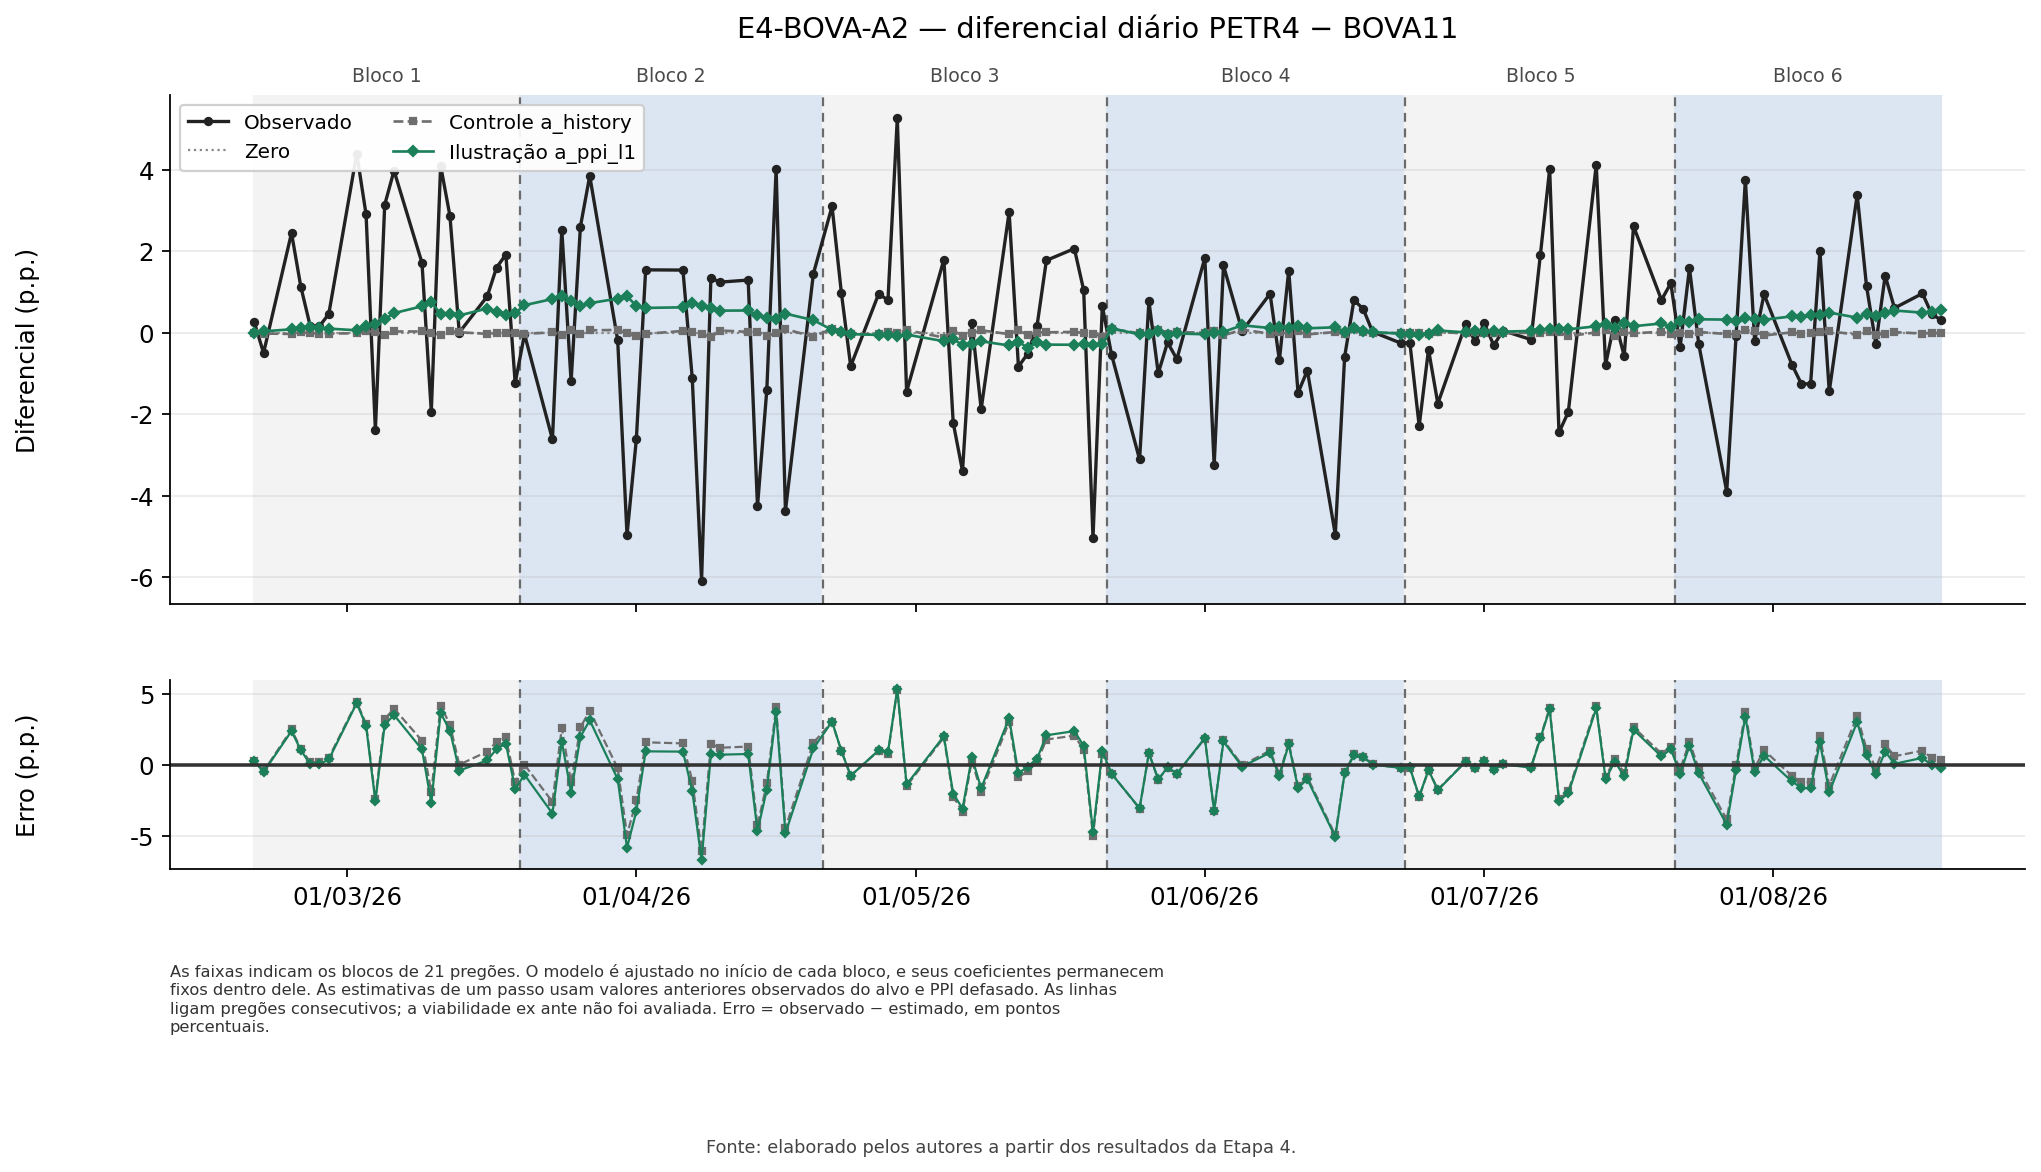 E4-BOVA-A2 — diferencial diário PETR4 − BOVA11
Bloco 1
Bloco 2
Bloco 3
Bloco 4
Bloco 5
Bloco 6
Observado
Zero
Controle a_history
Ilustração a_ppi_l1
Diferencial (p.p.)
4
2
0
-2
-4
-6
Erro (p.p.)
5
0
-5
01/03/26
01/04/26
01/05/26
01/06/26
01/07/26
01/08/26
As faixas indicam os blocos de 21 pregões. O modelo é ajustado no início de cada bloco, e seus coeficientes permanecem
fixos dentro dele. As estimativas de um passo usam valores anteriores observados do alvo e PPI defasado. As linhas
ligam pregões consecutivos; a viabilidade ex ante não foi avaliada. Erro = observado − estimado, em pontos
percentuais.
Fonte: elaborado pelos autores a partir dos resultados da Etapa 4.